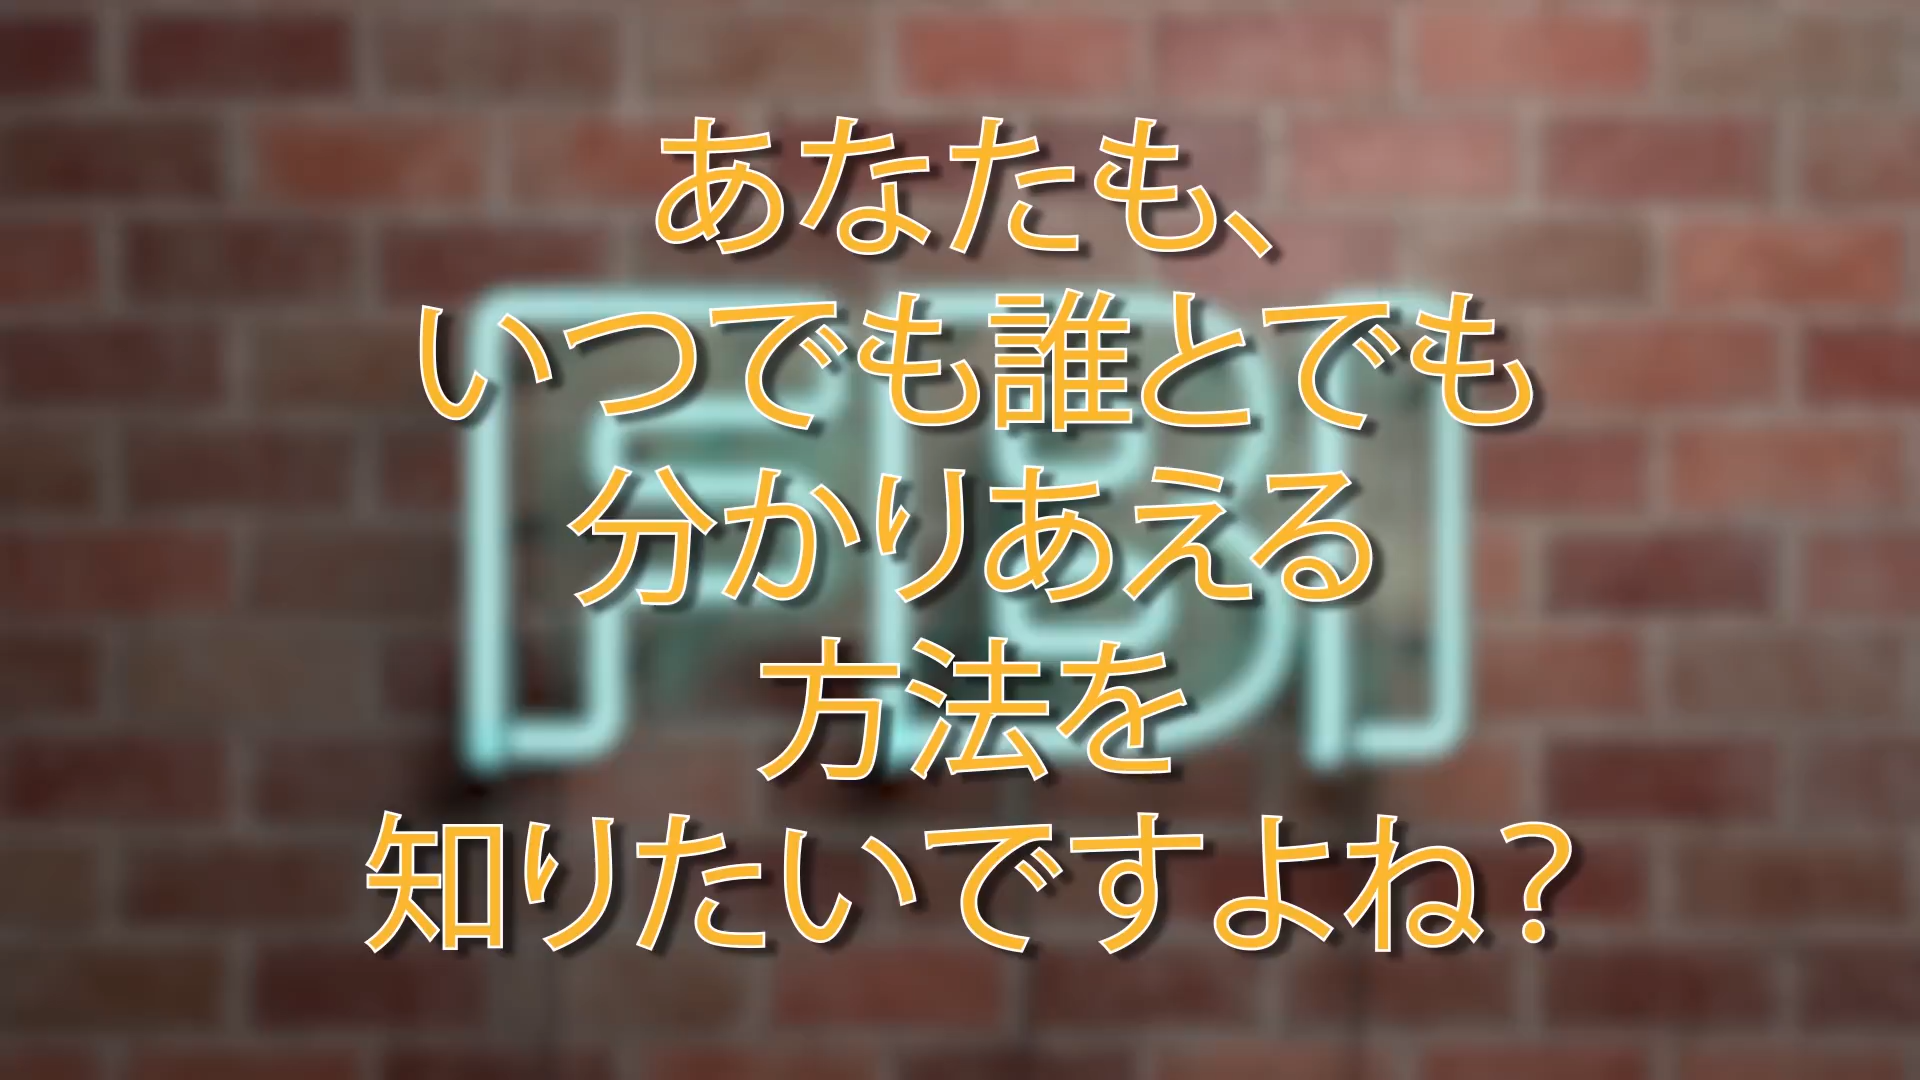 あなたも、
いつでも誰とでも
分かりあえる
方法を
知りたいですよね？
FBI